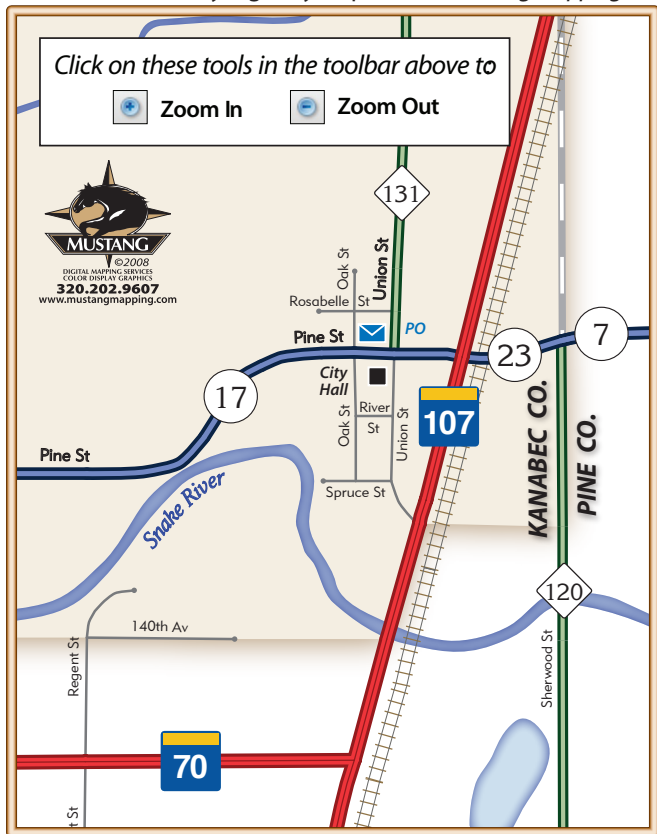 Click on these tools in the toolbar above to
Zoom In
Zoom Out
131
MUSTANG
©2008
DIGITAL MAPPING SERVICES
COLOR DISPLAY GRAPHICS
320.202.9607
www.mustangmapping.com
Oak St
Union St
Rosabelle St
Pine St
PO
23
7
City
Hall
17
River
St
107
Oak St
Union St
KANABEC CO.
PINE CO.
Pine St
Spruce St
Snake River
120
140th Av
Regent St
Sherwood St
70
t St